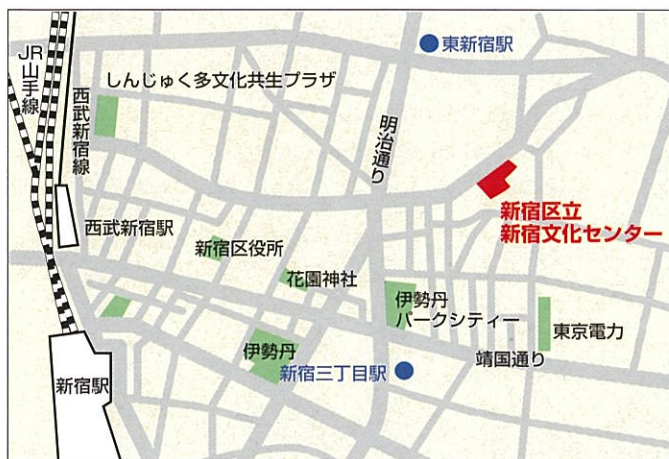 東新宿駅
JR山手線
しんじゅく多文化共生プラザ
西武新宿線
明治通り
新宿区立
新宿文化センター
西武新宿駅
新宿区役所
花園神社
伊勢丹
パークシティー
東京電力
伊勢丹
靖国通り
新宿三丁目駅
新宿駅